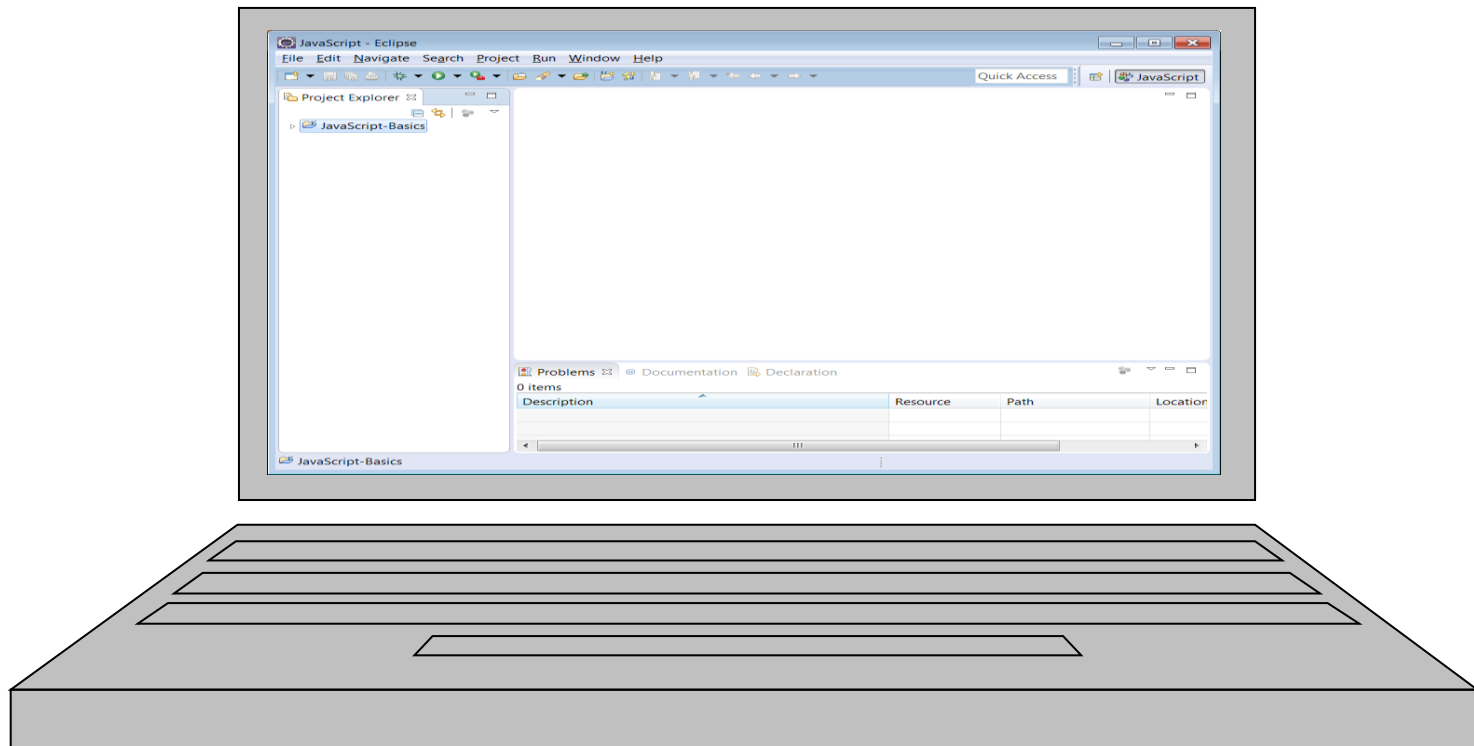 JavaScript - Eclipse
File Edit Navigate Search Project Run Window Help
Quick Access JavaScript
Project Explorer
JavaScript-Basics
Problems Documentation Declaration
0 items
Description Resource Path Location
JavaScript-Basics